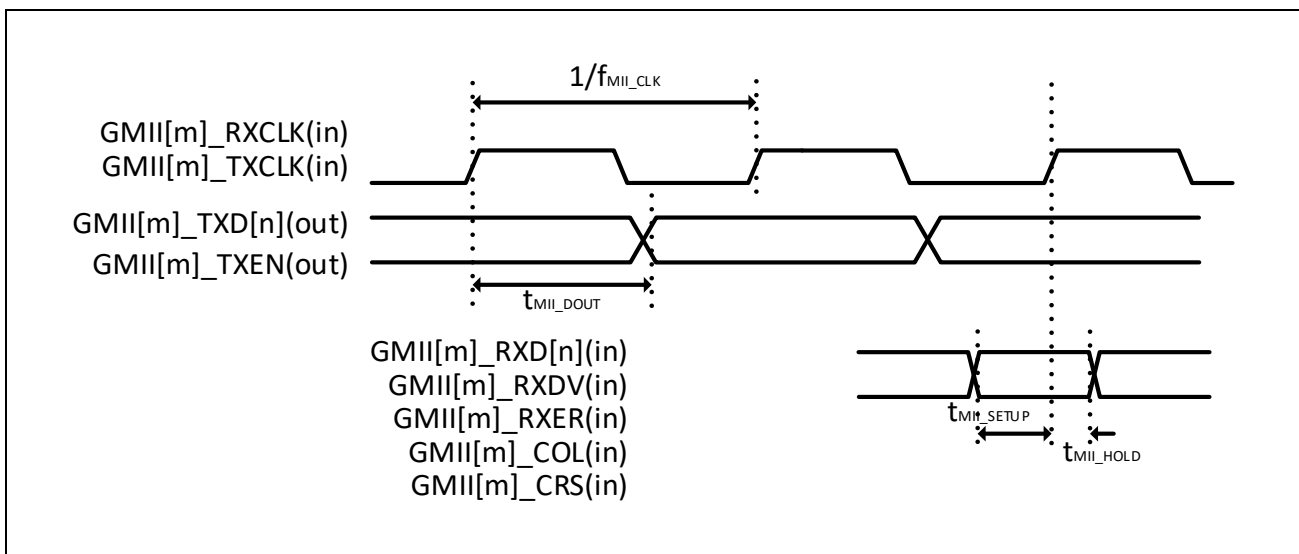 1/fMII_CLK
GMII[m]_RXCLK(in)
GMII[m]_TXCLK(in)
GMII[m]_TXD[n](out)
GMII[m]_TXEN(out)
tMII_DOUT
GMII[m]_RXD[n](in)
GMII[m]_RXDV(in)
GMII[m]_RXER(in)
GMII[m]_COL(in)
GMII[m]_CRS(in)
tMII_SETUP
tMII_HOLD